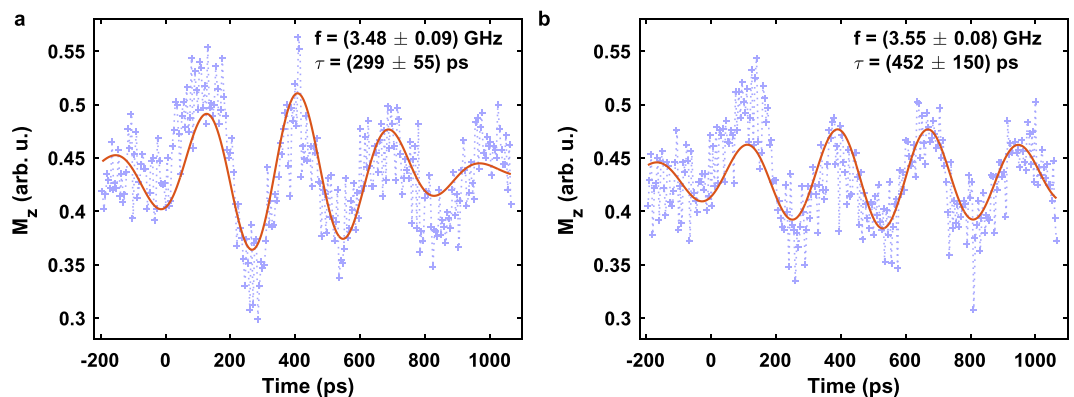 a
f = (3.48 ± 0.09) GHz
τ = (299 ± 55) ps
0.55
0.5
0.45
0.4
0.35
0.3
M_z (arb. u.)
-200 0 200 400 600 800 1000
Time (ps)
b
f = (3.55 ± 0.08) GHz
τ = (452 ± 150) ps
0.55
0.5
0.45
0.4
0.35
0.3
M_z (arb. u.)
-200 0 200 400 600 800 1000
Time (ps)